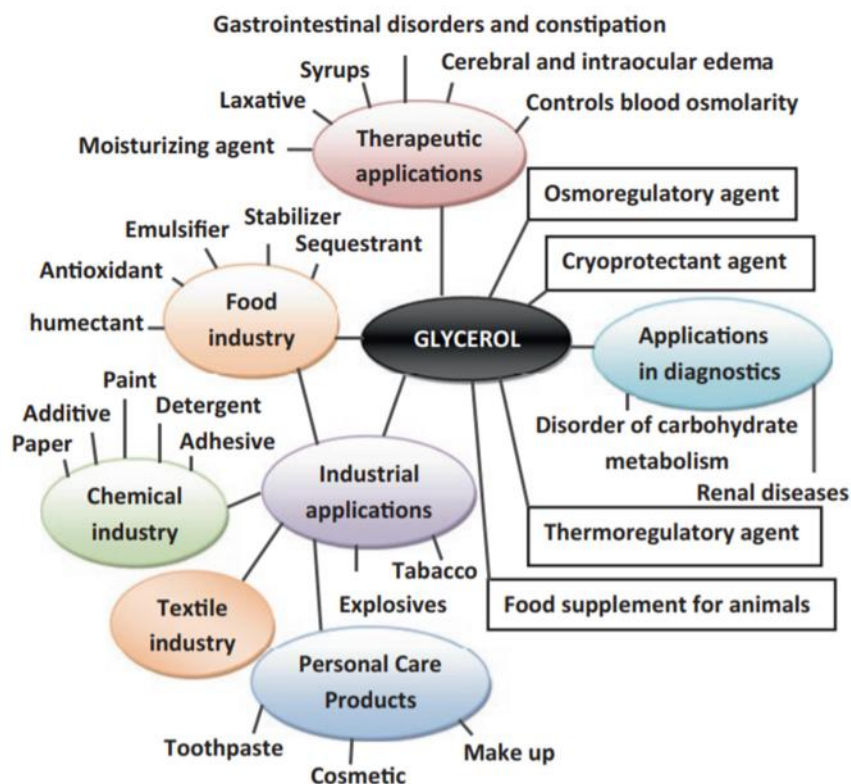 Gastrointestinal disorders and constipation
Syrups
Cerebral and intraocular edema
Laxative
Controls blood osmolarity
Moisturizing agent
Therapeutic
applications
Osmoregulatory agent
Cryoprotectant agent
Stabilizer
Emulsifier
Sequestrant
Antioxidant
humectant
Food
industry
GLYCEROL
Applications
in diagnostics
Disorder of carbohydrate
metabolism
Renal diseases
Paint
Additive
Detergent
Paper
Adhesive
Chemical
industry
Industrial
applications
Thermoregulatory agent
Tabacco
Explosives
Food supplement for animals
Textile
industry
Personal Care
Products
Toothpaste
Cosmetic
Make up